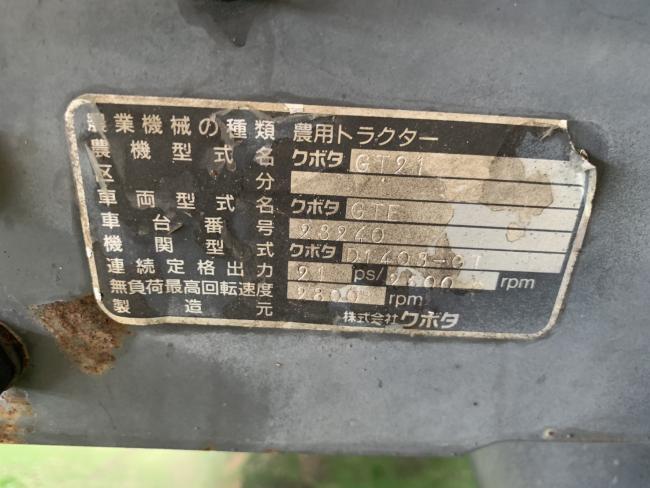 農業機械の種類 農用トラクター
農機型式名 クボタ GT21
区分
車両型式名 クボタ GTE
車台番号 23240
機関型式 クボタ D1403-GT
連続定格出力 21 ps/2600 rpm
無負荷最高回転速度 2800 rpm
製造元 株式会社クボタ